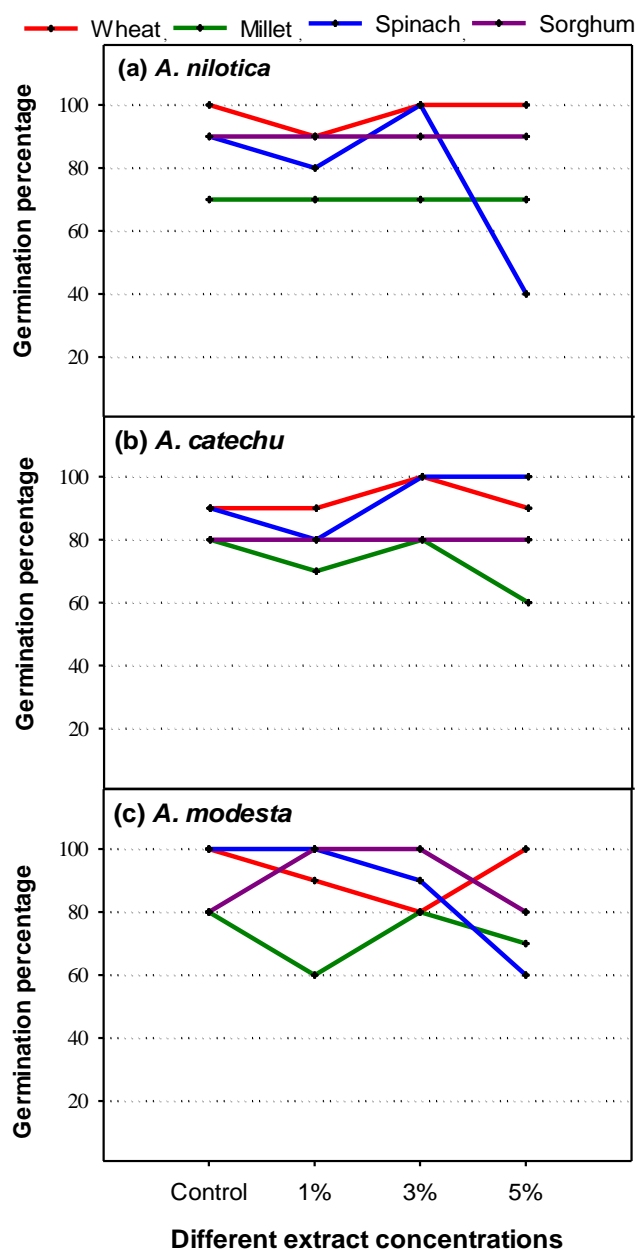 Wheat, Millet, Spinach, Sorghum
(a) A. nilotica
Germination percentage
100
80
60
40
20
(b) A. catechu
Germination percentage
100
80
60
40
20
(c) A. modesta
Germination percentage
100
80
60
40
20
Control 1% 3% 5%
Different extract concentrations